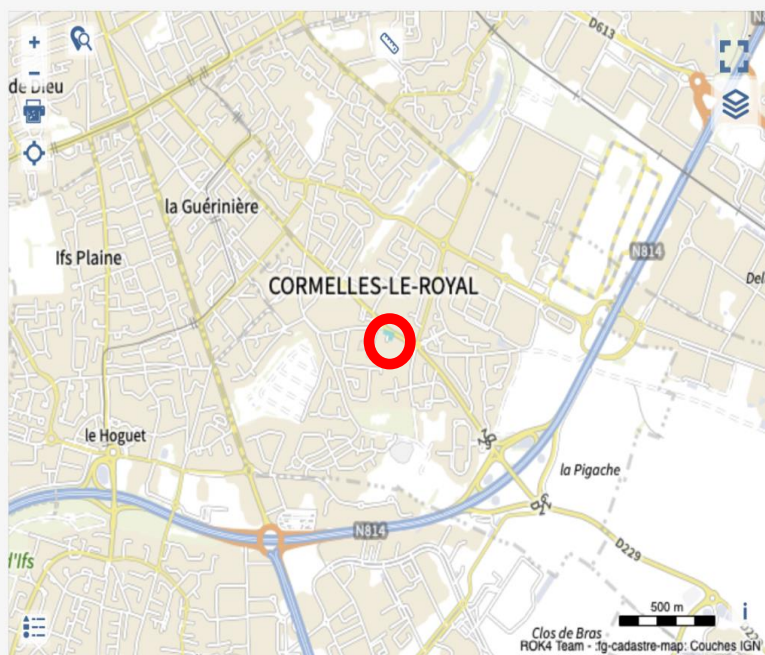 D613
N8
de Dieu
la Guérinière
Ifs Plaine
N814
CORMELLES-LE-ROYAL
Del
le Hoguet
la Pigache
N814
D229
d'Ifs
500 m
Clos de Bras
ROK4 Team - :fg-cadastre-map: Couches IGN